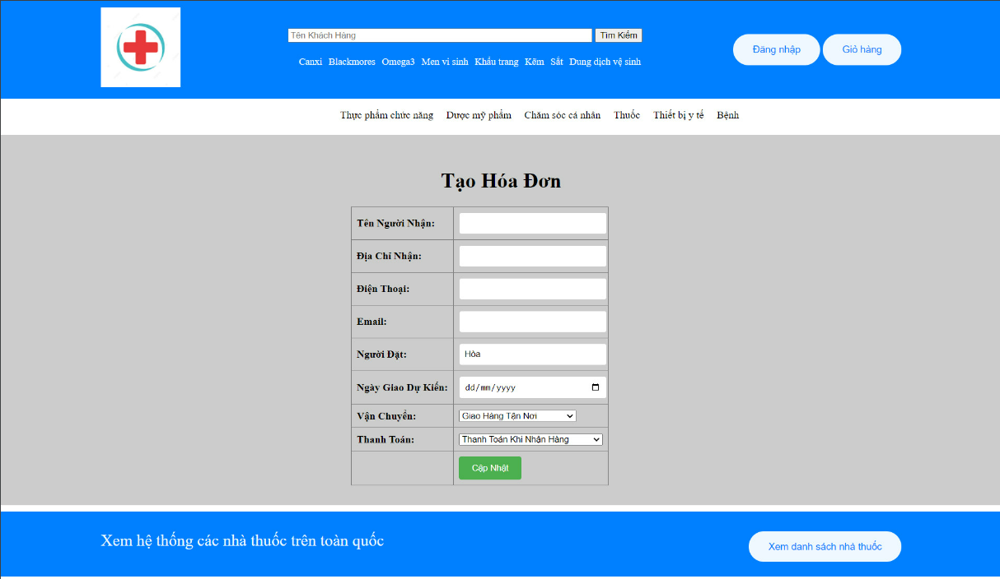 Tên Khách Hàng Tìm Kiếm
Canxi Blackmores Omega3 Men vi sinh Khẩu trang Kẽm Sắt Dung dịch vệ sinh
Đăng nhập Giỏ hàng
Thực phẩm chức năng Dược mỹ phẩm Chăm sóc cá nhân Thuốc Thiết bị y tế Bệnh
Tạo Hóa Đơn
Tên Người Nhận:
Địa Chỉ Nhận:
Điện Thoại:
Email:
Người Đặt: Hòa
Ngày Giao Dự Kiến: dd/mm/yyyy
Vận Chuyển: Giao Hàng Tận Nơi
Thanh Toán: Thanh Toán Khi Nhận Hàng
Cập Nhật
Xem hệ thống các nhà thuốc trên toàn quốc
Xem danh sách nhà thuốc